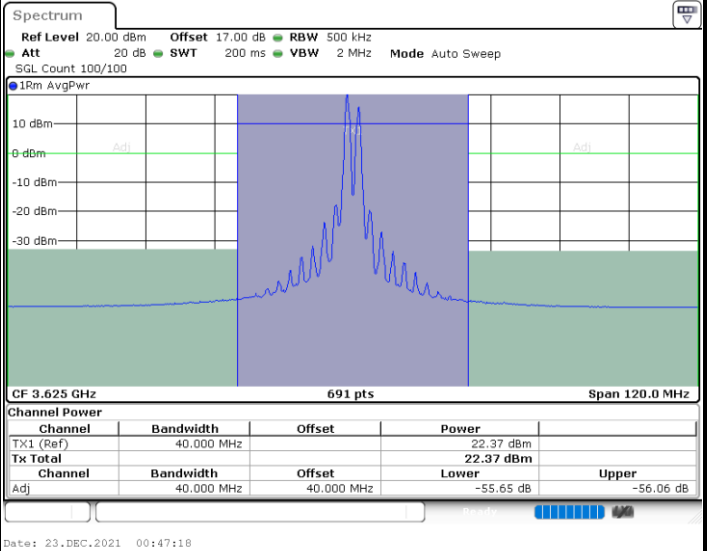 Spectrum
Ref Level 20.00 dBm Offset 17.00 dB RBW 500 kHz
Att 20 dB SWT 200 ms VBW 2 MHz Mode Auto Sweep
SGL Count 100/100
1Rm AvgPwr
10 dBm
TX1
Adj Adj
0 dBm
-10 dBm
-20 dBm
-30 dBm
CF 3.625 GHz 691 pts Span 120.0 MHz
Channel Power
Channel Bandwidth Offset Power
TX1 (Ref) 40.000 MHz 22.37 dBm
Tx Total 22.37 dBm
Channel Bandwidth Offset Lower Upper
Adj 40.000 MHz 40.000 MHz -55.65 dB -56.06 dB
Ready
Date: 23.DEC.2021 00:47:18